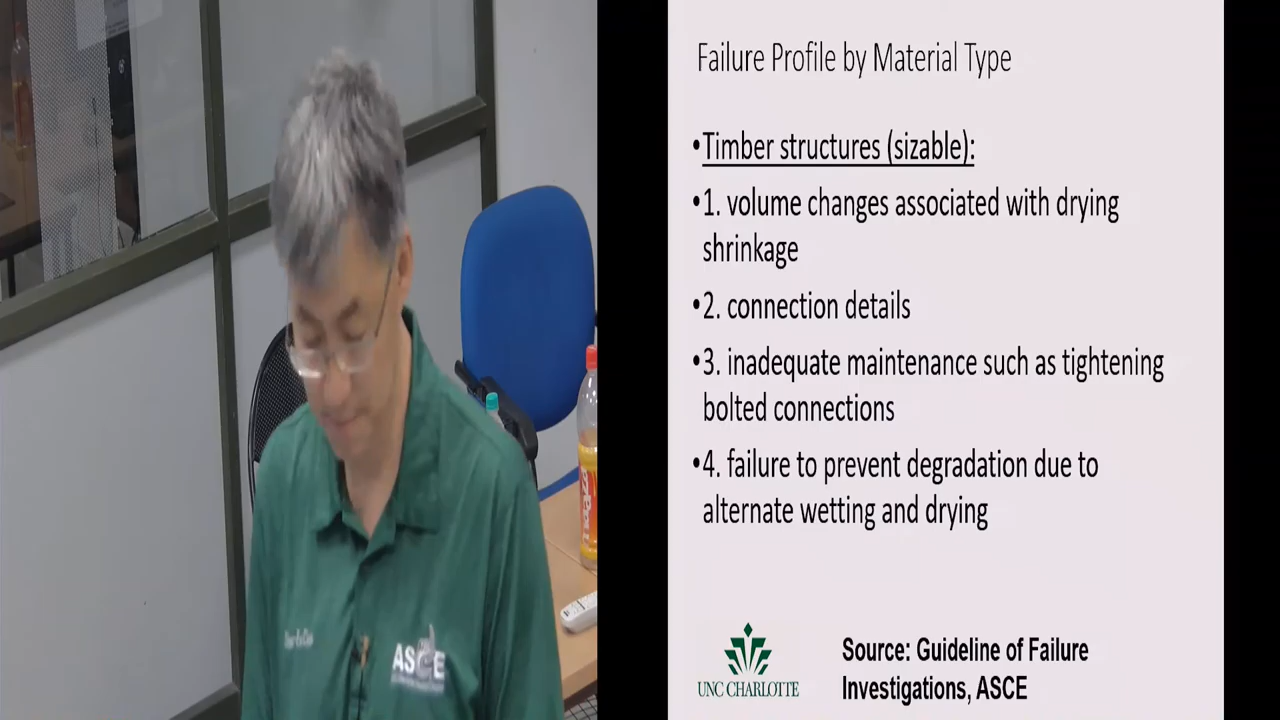 Failure Profile by Material Type
•Timber structures (sizable):
•1. volume changes associated with drying
shrinkage
•2. connection details
•3. inadequate maintenance such as tightening
bolted connections
•4. failure to prevent degradation due to
alternate wetting and drying
UNC CHARLOTTE
Source: Guideline of Failure
Investigations, ASCE
ASCE